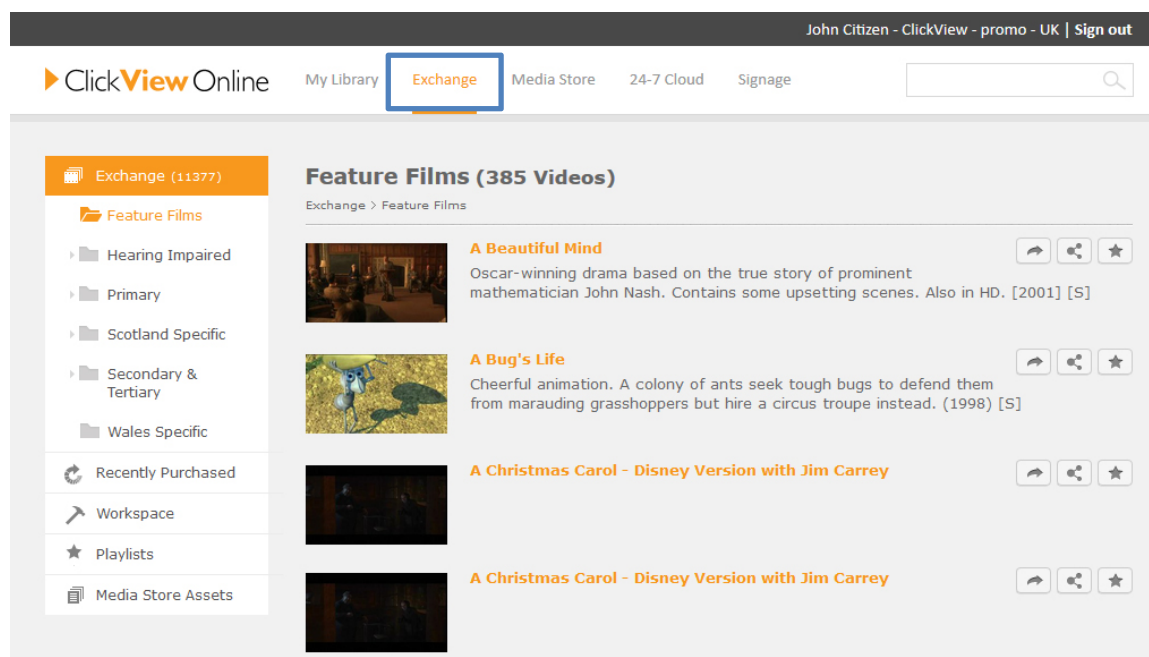 John Citizen - ClickView - promo - UK | Sign out
ClickView Online
My Library
Exchange
Media Store
24-7 Cloud
Signage
Exchange (11377)
Feature Films
Hearing Impaired
Primary
Scotland Specific
Secondary &
Tertiary
Wales Specific
Recently Purchased
Workspace
Playlists
Media Store Assets
Feature Films (385 Videos)
Exchange > Feature Films
A Beautiful Mind
Oscar-winning drama based on the true story of prominent
mathematician John Nash. Contains some upsetting scenes. Also in HD. [2001] [S]
A Bug's Life
Cheerful animation. A colony of ants seek tough bugs to defend them
from marauding grasshoppers but hire a circus troupe instead. (1998) [S]
A Christmas Carol - Disney Version with Jim Carrey
A Christmas Carol - Disney Version with Jim Carrey